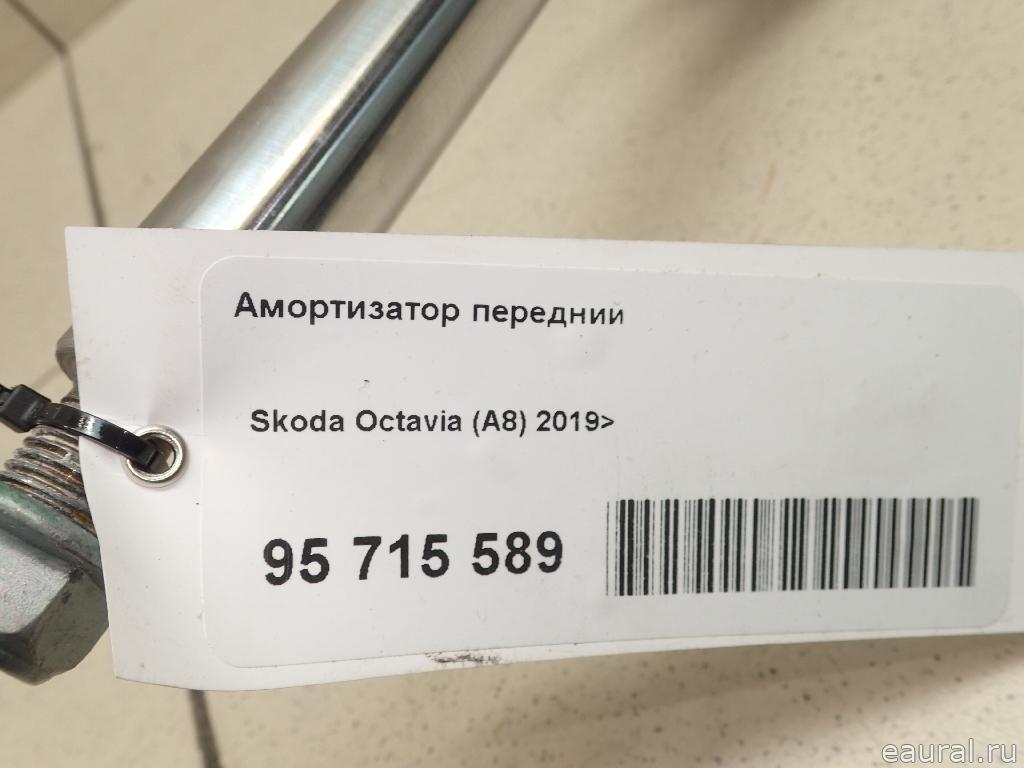 Амортизатор передний
Skoda Octavia (A8) 2019>
95 715 589
eaural.ru